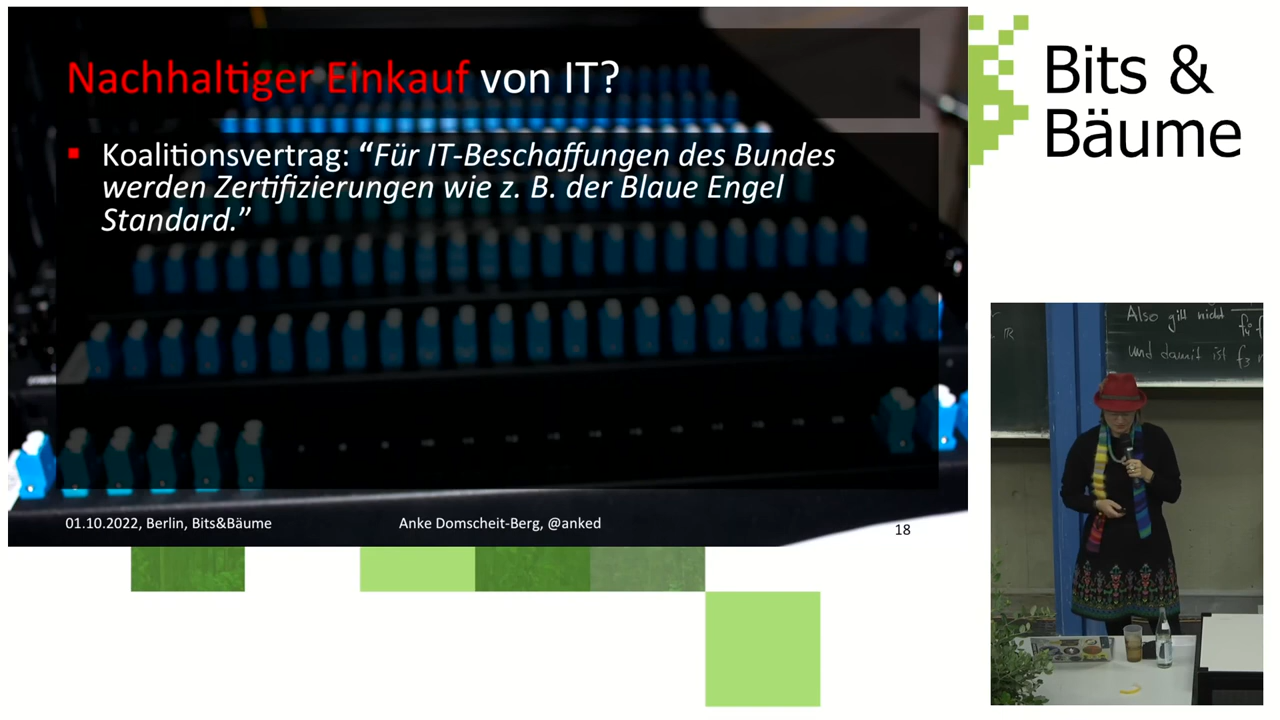 Nachhaltiger Einkauf von IT?
Koalitionsvertrag: “Für IT-Beschaffungen des Bundes
werden Zertifizierungen wie z. B. der Blaue Engel
Standard.”
01.10.2022, Berlin, Bits&Bäume
Anke Domscheit-Berg, @anked
18
Bits &
Bäume
Also gilt nicht
und damit ist f3